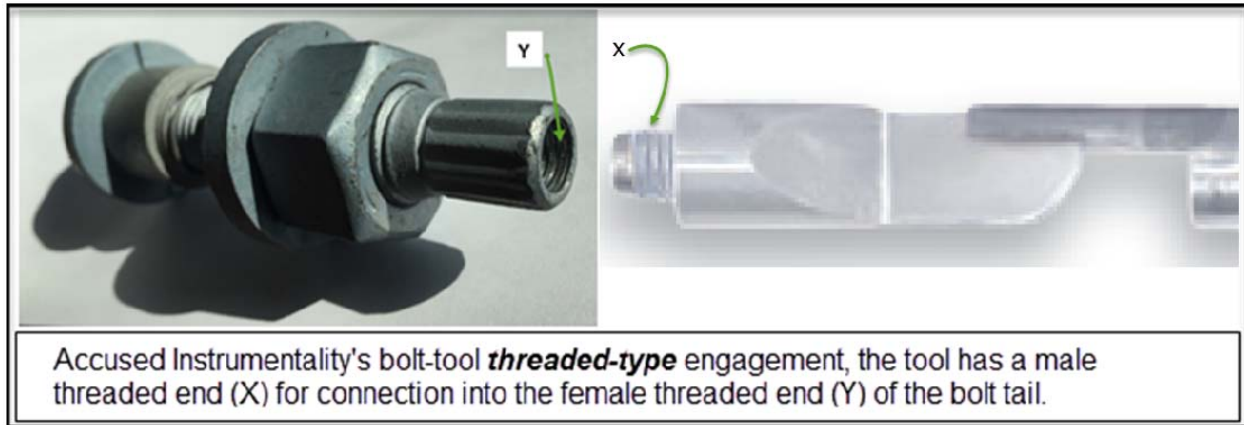 Y
X
Accused Instrumentality's bolt-tool threaded-type engagement, the tool has a male
threaded end (X) for connection into the female threaded end (Y) of the bolt tail.